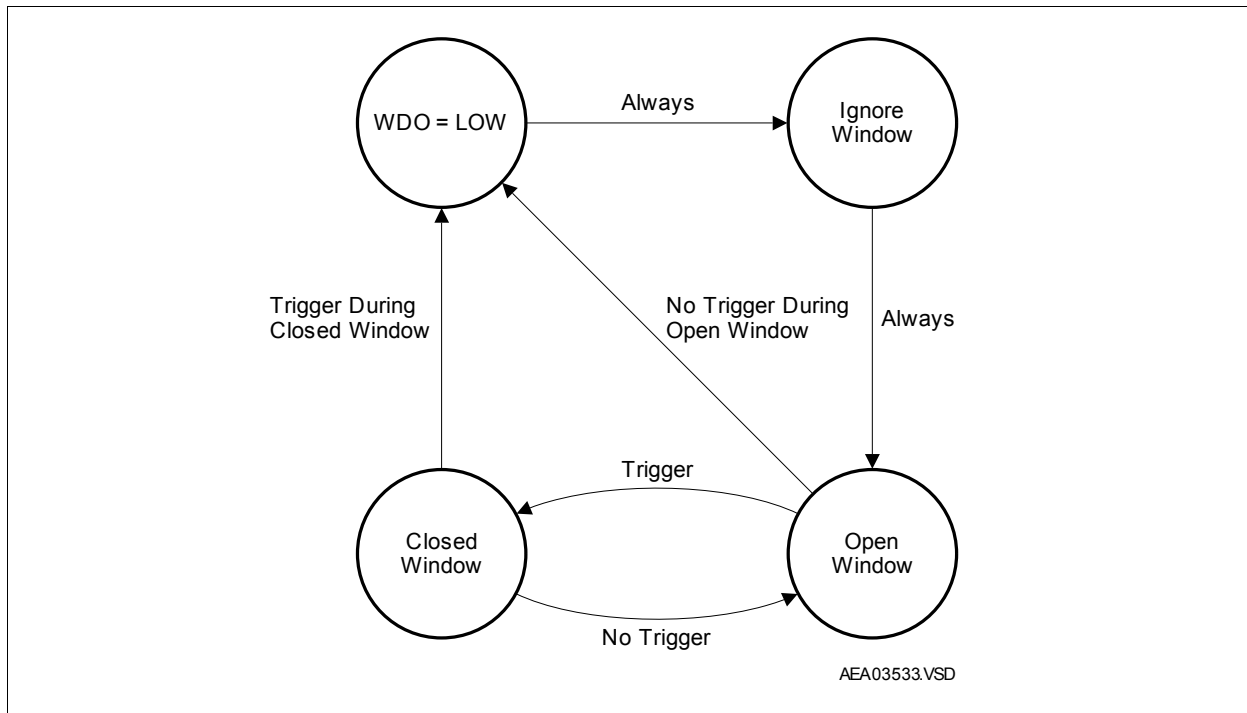 Always
WDO = LOW
Ignore
Window
Trigger During
Closed Window
No Trigger During
Open Window
Always
Trigger
Closed
Window
Open
Window
No Trigger
AEA03533.VSD